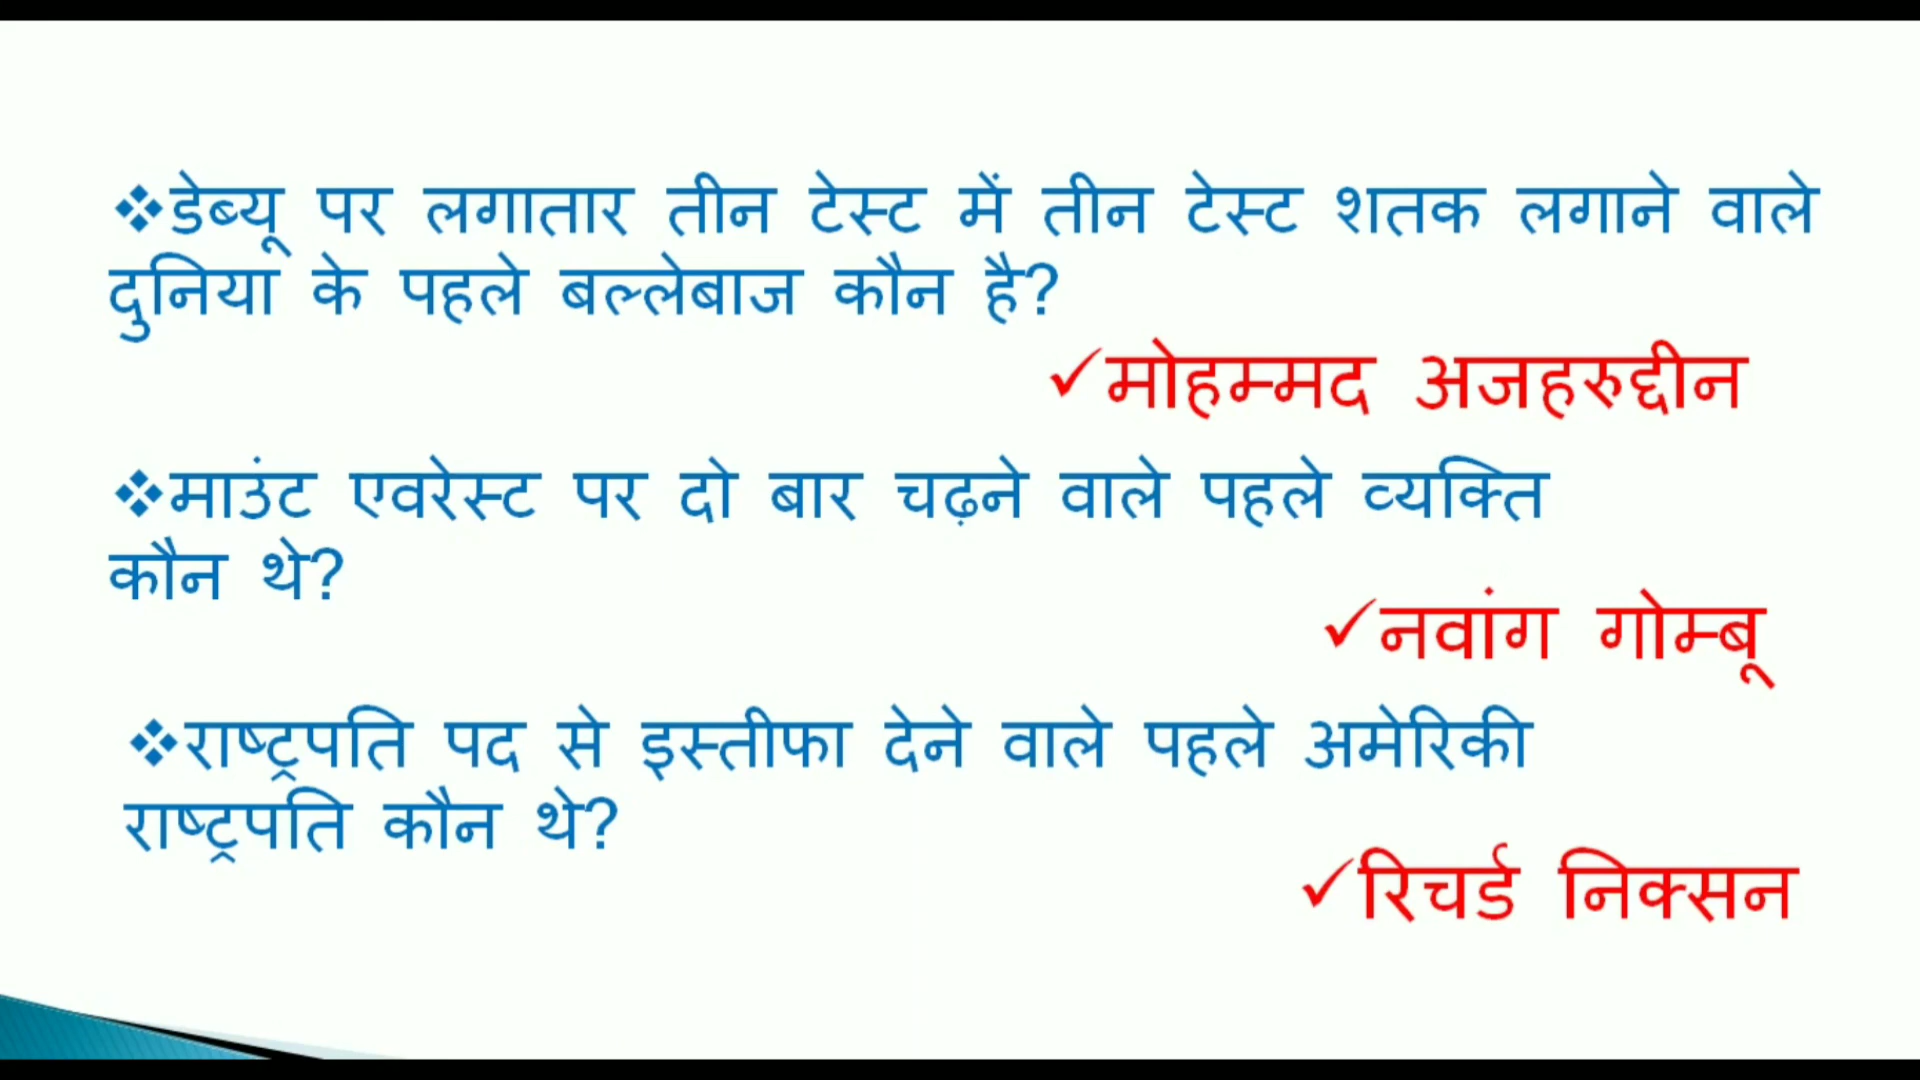 ❖डेब्यू पर लगातार तीन टेस्ट में तीन टेस्ट शतक लगाने वाले
दुनिया के पहले बल्लेबाज कौन है?
✓मोहम्मद अजहरुद्दीन
❖माउंट एवरेस्ट पर दो बार चढ़ने वाले पहले व्यक्ति
कौन थे?
✓नवांग गोम्बू
❖राष्ट्रपति पद से इस्तीफा देने वाले पहले अमेरिकी
राष्ट्रपति कौन थे?
✓रिचर्ड निक्सन